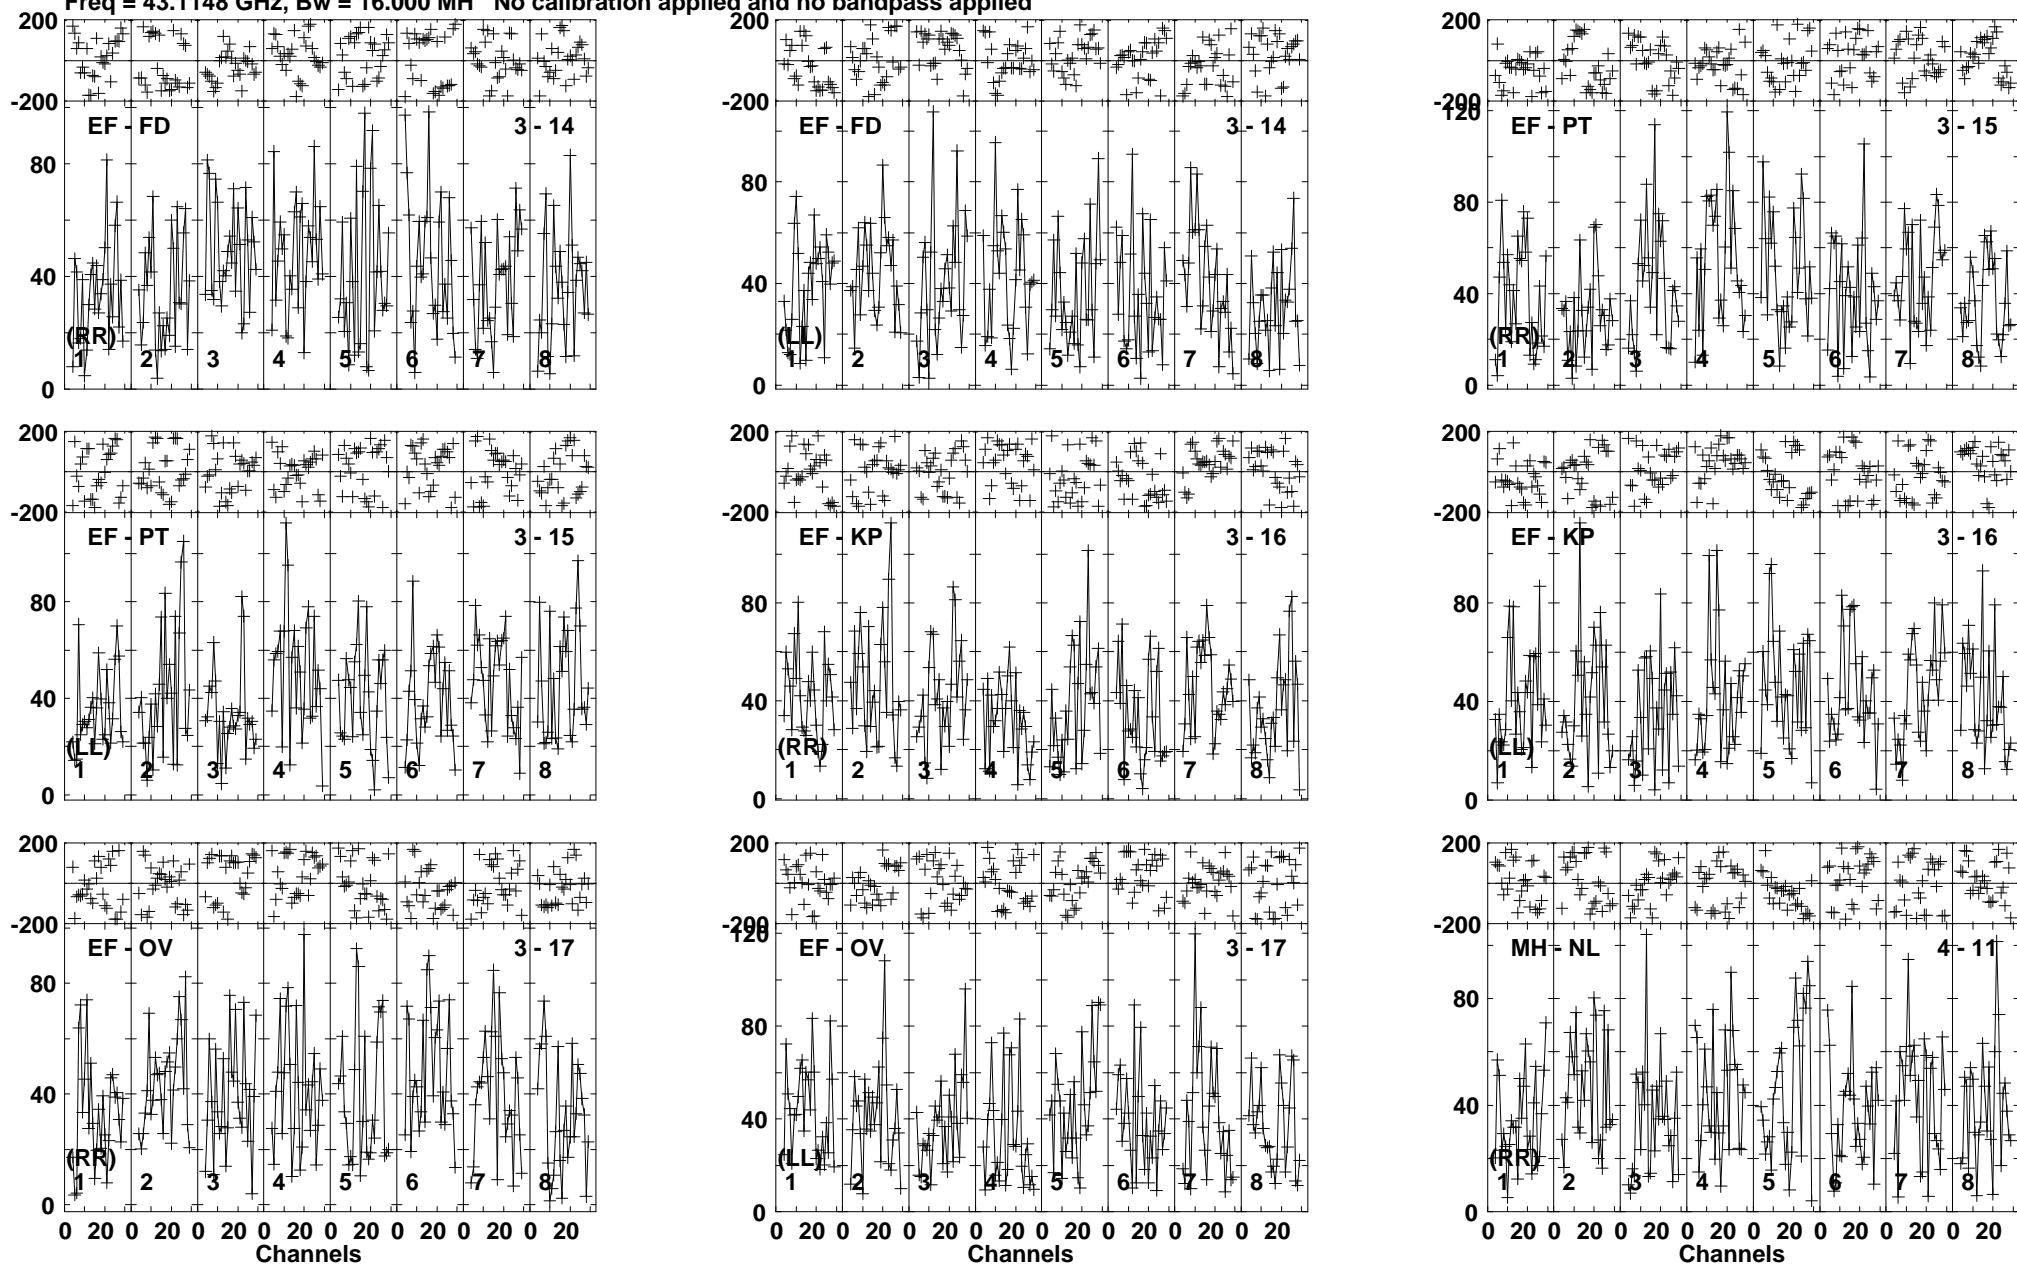 Freq = 43.1148 GHz, Bw = 16.000 MH No calibration applied and no bandpass applied
200 200 200
-200 -200 -200
120
EF - FD 3 - 14 EF - FD 3 - 14 EF - PT 3 - 15
80 80 80
40 40 40
(RR) (LL) (RR)
1 2 3 4 5 6 7 8 1 2 3 4 5 6 7 8 1 2 3 4 5 6 7 8
0 0 0
200 200 200
-200 -200 -200
EF - PT 3 - 15 EF - KP 3 - 16 EF - KP 3 - 16
80 80 80
40 40 40
(LL) (RR) (LL)
1 2 3 4 5 6 7 8 1 2 3 4 5 6 7 8 1 2 3 4 5 6 7 8
0 0 0
200 200 200
-200 -200 -200
120
EF - OV 3 - 17 EF - OV 3 - 17 MH - NL 4 - 11
80 80 80
40 40 40
(RR) (LL) (RR)
1 2 3 4 5 6 7 8 1 2 3 4 5 6 7 8 1 2 3 4 5 6 7 8
0 0 0
0 20 0 20 0 20 0 20 0 20 0 20 0 20 0 20 0 20 0 20 0 20 0 20 0 20 0 20 0 20 0 20 0 20 0 20 0 20 0 20 0 20 0 20 0 20 0 20
Channels Channels Channels